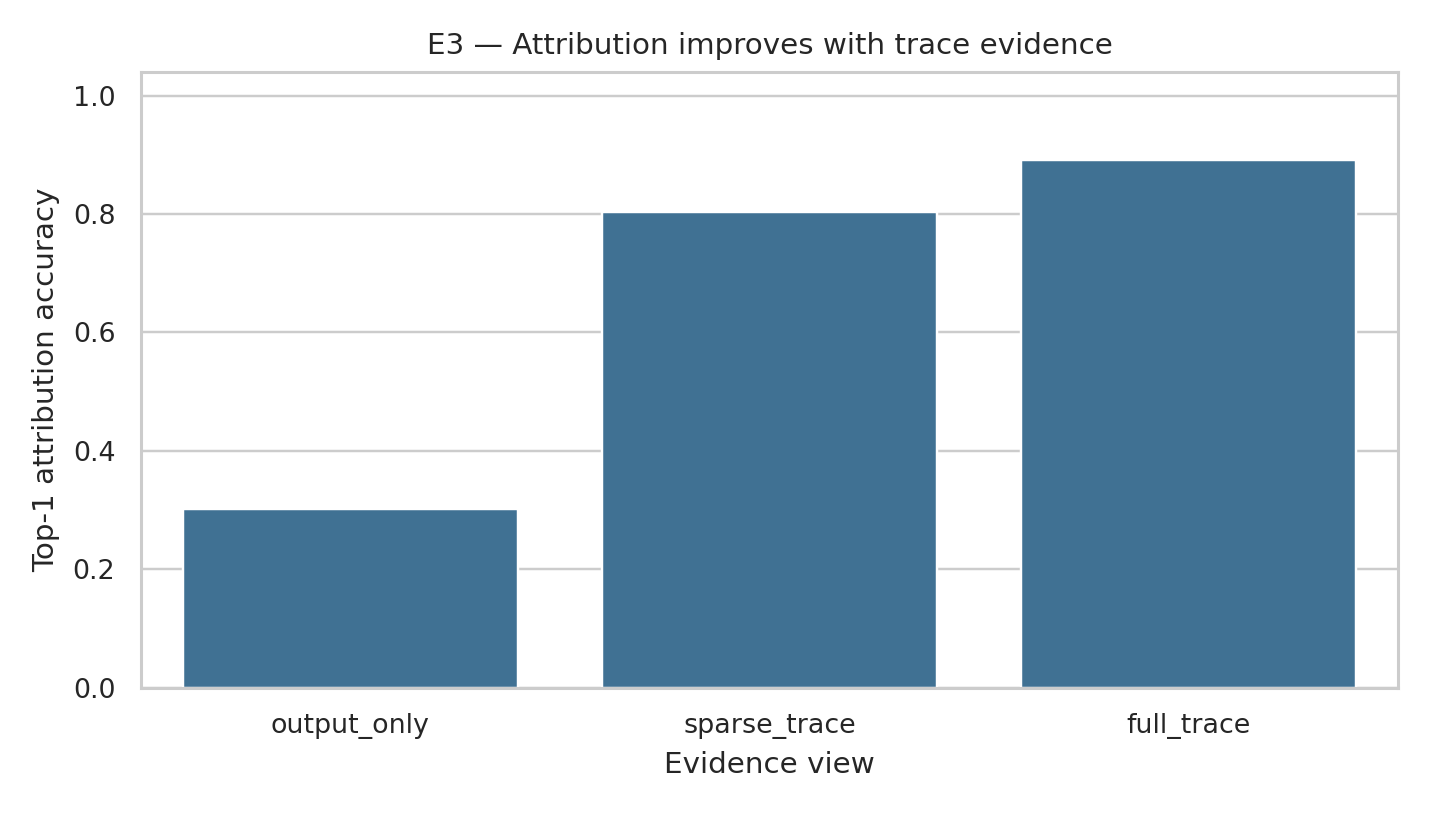 E3 — Attribution improves with trace evidence
Top-1 attribution accuracy
1.0
0.8
0.6
0.4
0.2
0.0
output_only
sparse_trace
full_trace
Evidence view